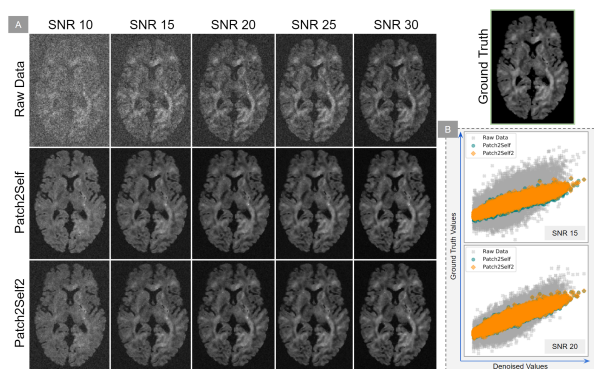 A
SNR 10
SNR 15
SNR 20
SNR 25
SNR 30
Raw Data
Patch2Self
Patch2Self2
Ground Truth
B
Ground Truth Values
Raw Data
Patch2Self
Patch2Self2
SNR 15
Raw Data
Patch2Self
Patch2Self2
SNR 20
Denoised Values